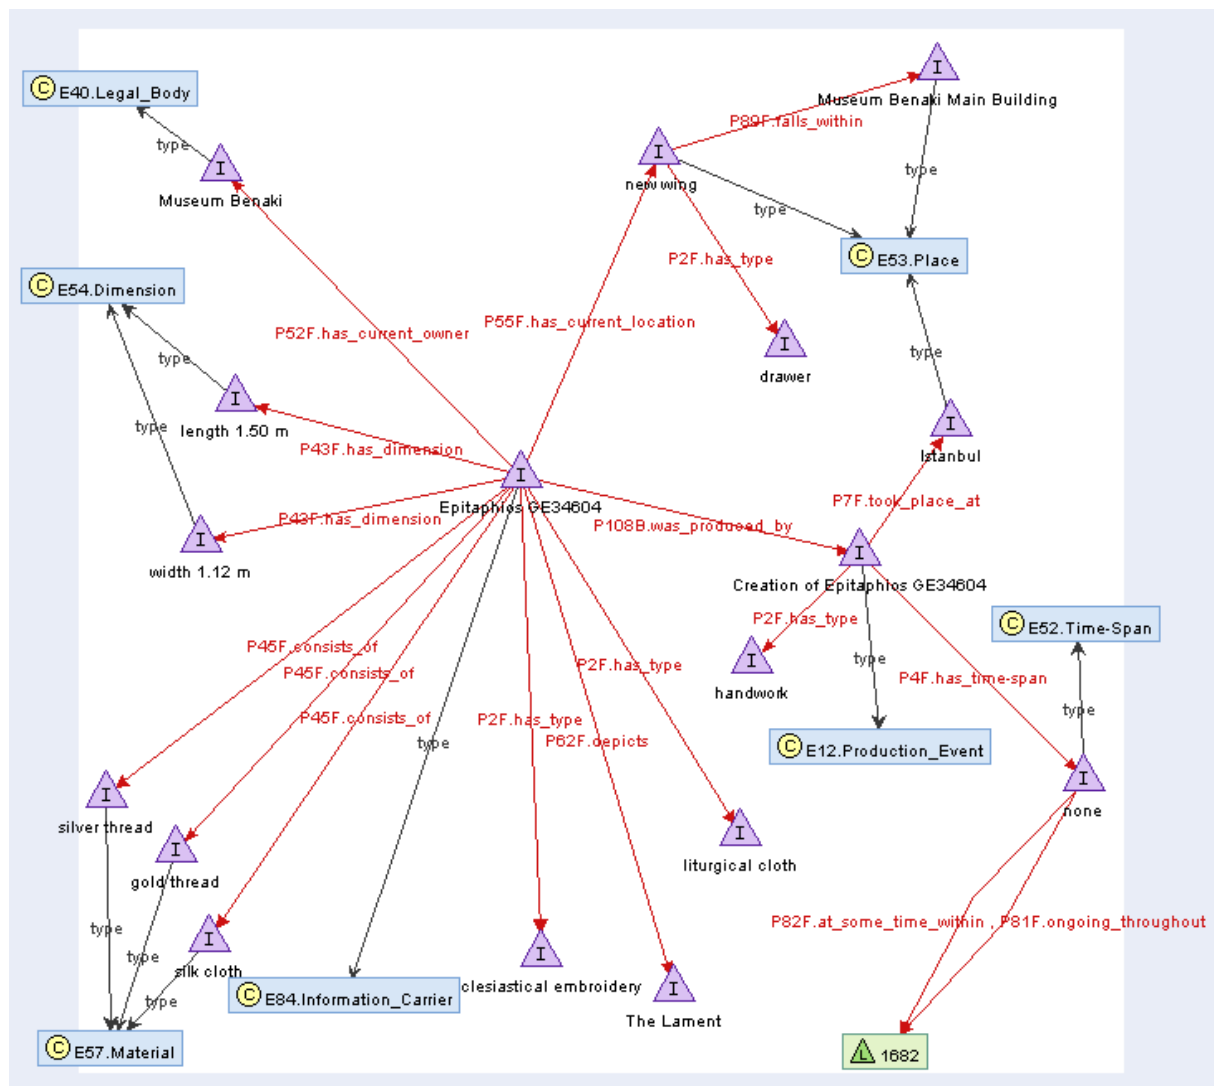 I
Museum Benaki Main Building
C E40.Legal_Body
P89F.falls_within
type
I
new wing
type
I
Museum Benaki
type
C E53.Place
P2F.has_type
C E54.Dimension
P52F.has_current_owner
P55F.has_current_location
I
drawer
type
type
I
length 1.50 m
type
I
Istanbul
P43F.has_dimension
I
Epitaphios GE34604
P7F.took_place_at
P43F.has_dimension
P108B.was_produced_by
I
width 1.12 m
I
Creation of Epitaphios GE34604
P2F.has_type
C E52.Time-Span
P45F.consists_of
P45F.consists_of
P2F.has_type
I
handwork
type
P4F.has_time-span
P45F.consists_of
P2F.has_type
type
P62F.depicts
type
C E12.Production_Event
I
none
I
silver thread
I
liturgical cloth
I
gold thread
type
type
I
silk cloth
P82F.at_some_time_within , P81F.ongoing_throughout
I
clesiastical embroidery
type
C E84.Information_Carrier
I
The Lament
C E57.Material
L 1682